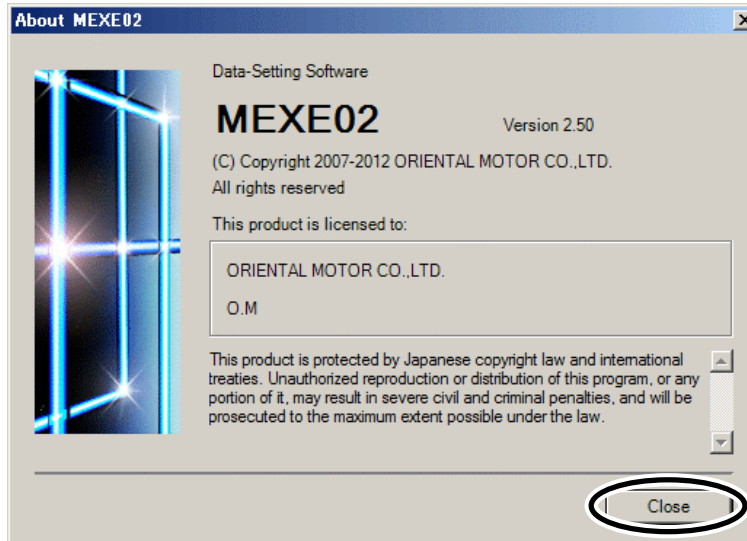 About MEXE02
Data-Setting Software
MEXE02
Version 2.50
(C) Copyright 2007-2012 ORIENTAL MOTOR CO.,LTD.
All rights reserved
This product is licensed to:
ORIENTAL MOTOR CO.,LTD.
O.M
This product is protected by Japanese copyright law and international
treaties. Unauthorized reproduction or distribution of this program, or any
portion of it, may result in severe civil and criminal penalties, and will be
prosecuted to the maximum extent possible under the law.
Close